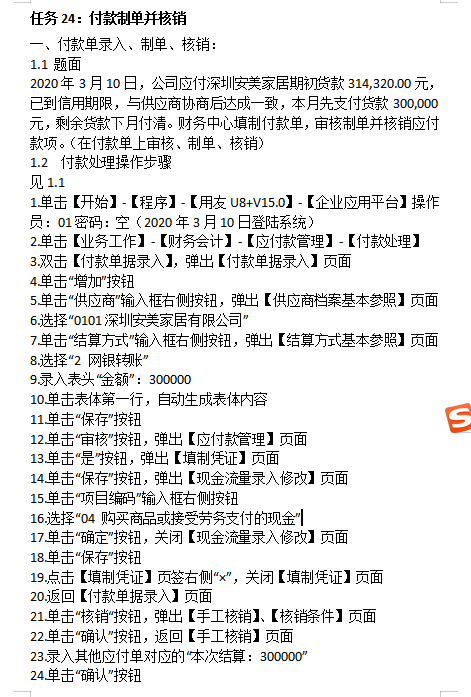 任务 24：付款制单并核销
一、付款单录入、制单、核销：
1.1 题面
2020 年 3 月 10 日，公司应付深圳安美家居期初货款 314,320.00 元，
已到信用期限，与供应商协商后达成一致，本月先支付货款 300,000
元，剩余货款下月付清。财务中心填制付款单，审核制单并核销应付
款项。（在付款单上审核、制单、核销）
1.2 付款处理操作步骤
见 1.1
1.单击【开始】-【程序】-【用友 U8+V15.0】-【企业应用平台】操作
员：01 密码：空（2020 年 3 月 10 日登陆系统）
2.单击【业务工作】-【财务会计】-【应付款管理】-【付款处理】
3.双击【付款单据录入】，弹出【付款单据录入】页面
4.单击“增加”按钮
5.单击“供应商”输入框右侧按钮，弹出【供应商档案基本参照】页面
6.选择“0101 深圳安美家居有限公司”
7.单击“结算方式”输入框右侧按钮，弹出【结算方式基本参照】页面
8.选择“2 网银转账”
9.录入表头“金额”：300000
10.单击表体第一行，自动生成表体内容
11.单击“保存”按钮
12.单击“审核”按钮，弹出【应付款管理】页面
13.单击“是”按钮，弹出【填制凭证】页面
14.单击“保存”按钮，弹出【现金流量录入修改】页面
15.单击“项目编码”输入框右侧按钮
16.选择“04 购买商品或接受劳务支付的现金”
17.单击“确定”按钮，关闭【现金流量录入修改】页面
18.单击“保存”按钮
19.点击【填制凭证】页签右侧“×”，关闭【填制凭证】页面
20.返回【付款单据录入】页面
21.单击“核销”按钮，弹出【手工核销】、【核销条件】页面
22.单击“确认”按钮，返回【手工核销】页面
23.录入其他应付单对应的“本次结算：300000”
24.单击“确认”按钮